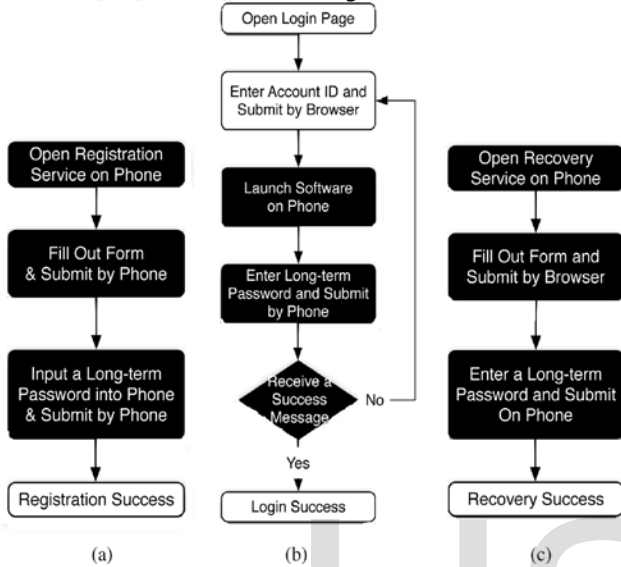 Open Login Page
Enter Account ID and
Submit by Browser
Launch Software
on Phone
Enter Long-term
Password and Submit
by Phone
Receive a
Success
Message
No
Yes
Login Success
(b)
Open Registration
Service on Phone
Fill Out Form
& Submit by Phone
Input a Long-term
Password into Phone
& Submit by Phone
Registration Success
(a)
Open Recovery
Service on Phone
Fill Out Form and
Submit by Browser
Enter a Long-term
Password and Submit
On Phone
Recovery Success
(c)